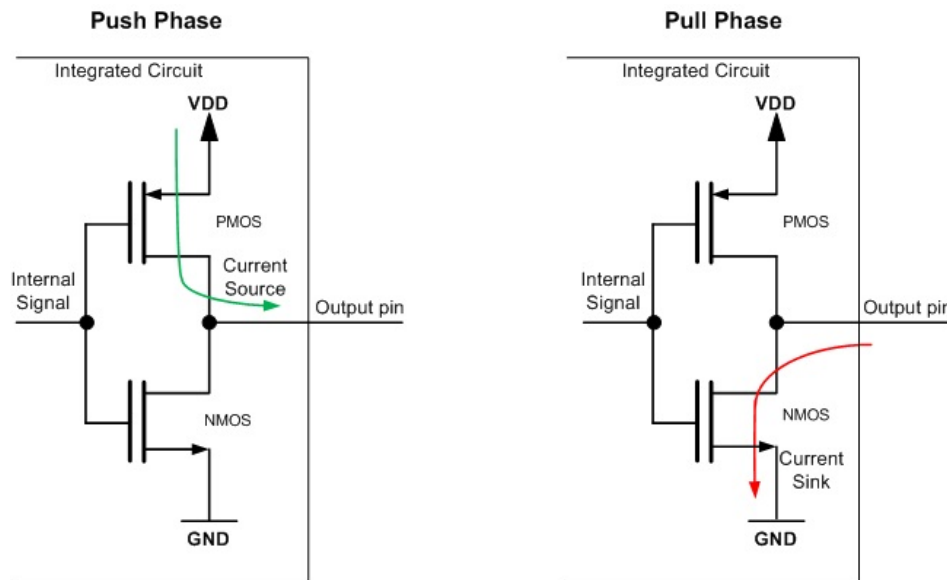 Push Phase
Integrated Circuit
VDD
PMOS
Internal
Signal
Current
Source
Output pin
NMOS
GND
Pull Phase
Integrated Circuit
VDD
PMOS
Internal
Signal
Output pin
NMOS
Current
Sink
GND